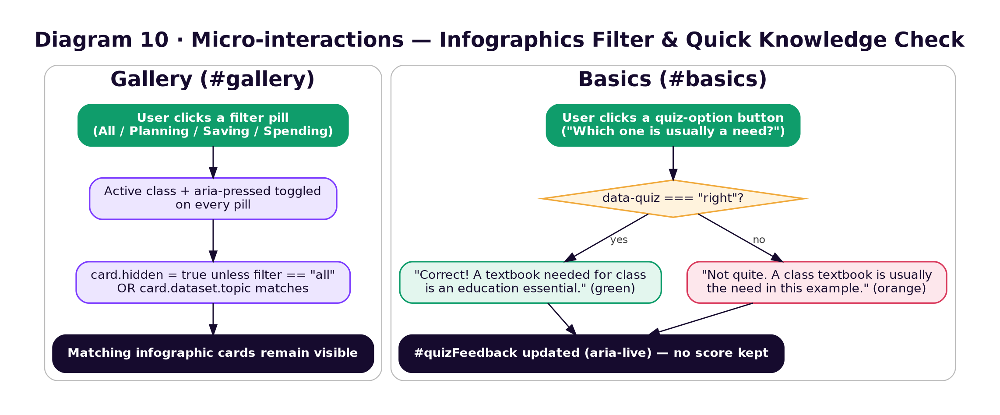 Diagram 10 · Micro-interactions — Infographics Filter & Quick Knowledge Check
Gallery (#gallery)
User clicks a filter pill
(All / Planning / Saving / Spending)
Active class + aria-pressed toggled
on every pill
card.hidden = true unless filter == "all"
OR card.dataset.topic matches
Matching infographic cards remain visible
Basics (#basics)
User clicks a quiz-option button
("Which one is usually a need?")
data-quiz === "right"?
yes
no
"Correct! A textbook needed for class
is an education essential." (green)
"Not quite. A class textbook is usually
the need in this example." (orange)
#quizFeedback updated (aria-live) — no score kept